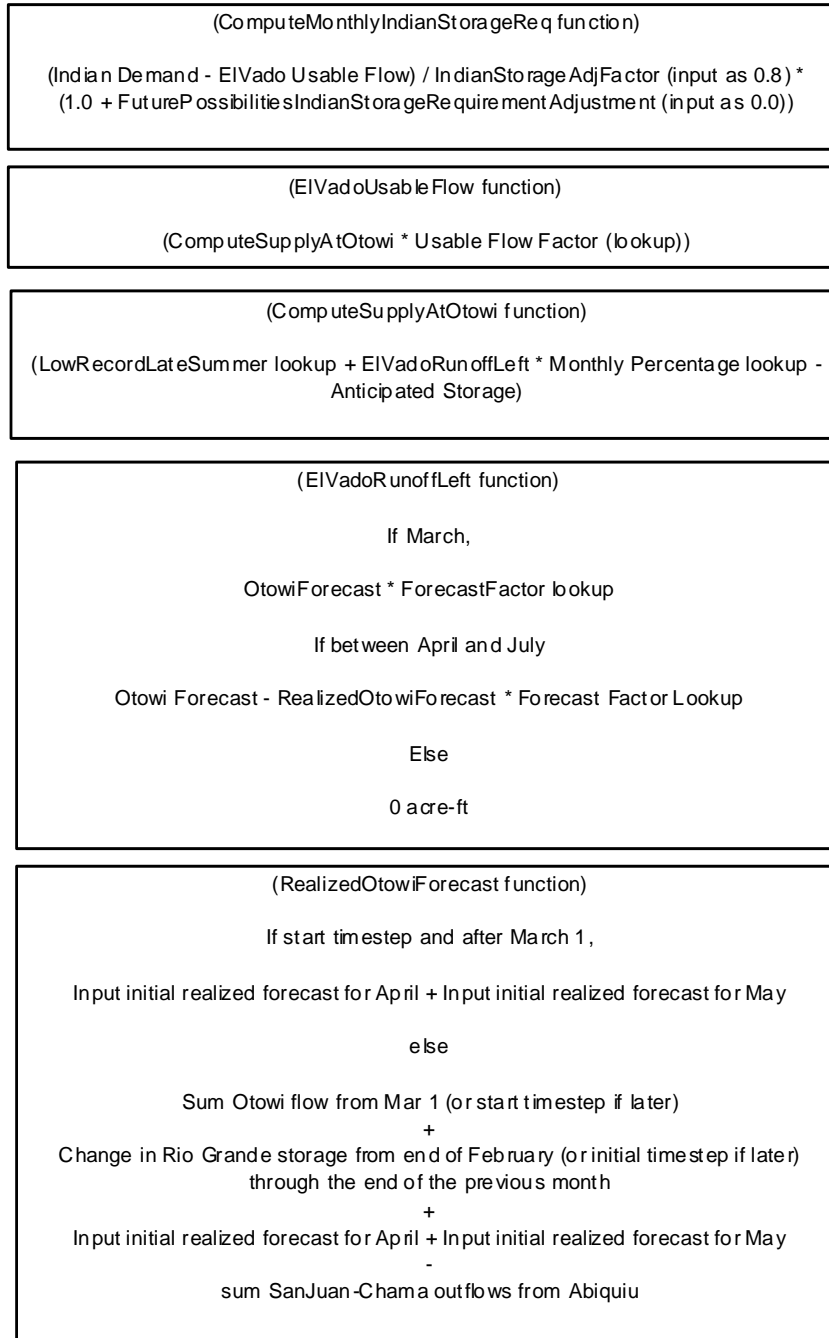 (ComputeMonthlyIndianStorageReq function)
(Indian Demand - ElVado Usable Flow) / IndianStorageAdjFactor (input as 0.8) *
(1.0 + FuturePossibilitiesIndianStorageRequirementAdjustment (input as 0.0))
(ElVadoUsableFlow function)
(ComputeSupplyAtOtowi * Usable Flow Factor (lookup))
(ComputeSupplyAtOtowi function)
(LowRecordLateSummer lookup + ElVadoRunoffLeft * Monthly Percentage lookup -
Anticipated Storage)
(ElVadoRunoffLeft function)
If March,
OtowiForecast * ForecastFactor lookup
If between April and July
Otowi Forecast - RealizedOtowiForecast * Forecast Factor Lookup
Else
0 acre-ft
(RealizedOtowiForecast function)
If start timestep and after March 1,
Input initial realized forecast for April + Input initial realized forecast for May
else
Sum Otowi flow from Mar 1 (or start timestep if later)
+
Change in Rio Grande storage from end of February (or initial timestep if later)
through the end of the previous month
+
Input initial realized forecast for April + Input initial realized forecast for May
-
sum SanJuan-Chama outflows from Abiquiu